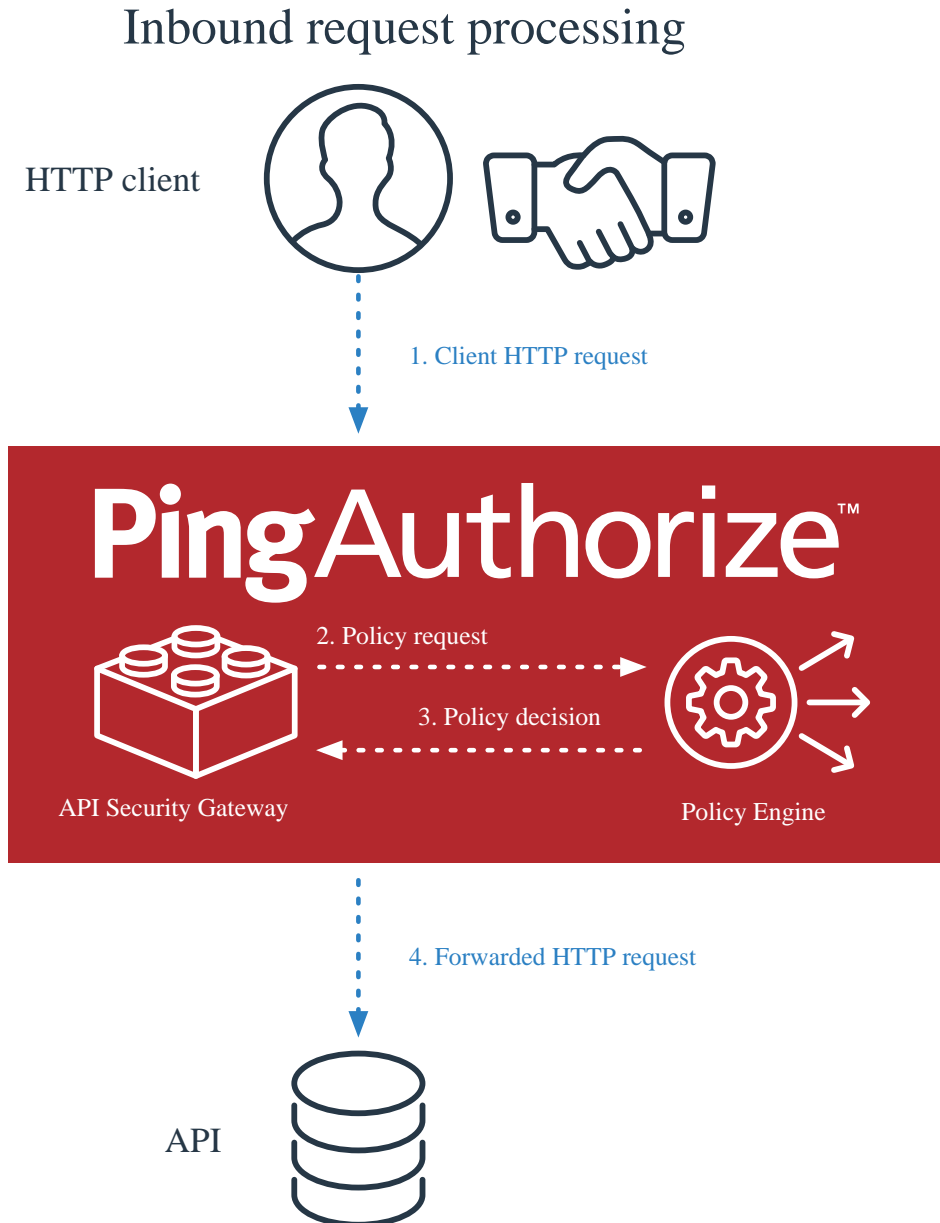 Inbound request processing
HTTP client
1. Client HTTP request
PingAuthorize™
2. Policy request
3. Policy decision
API Security Gateway
Policy Engine
4. Forwarded HTTP request
API